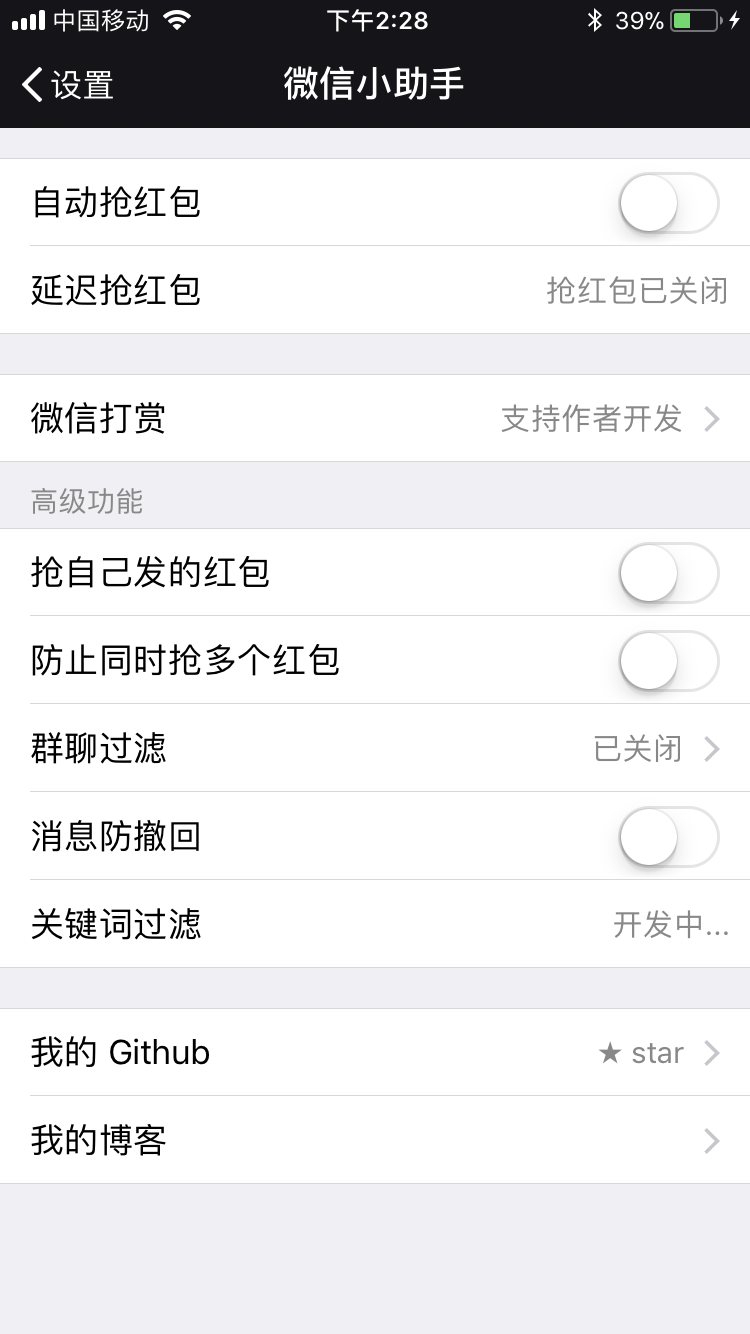 中国移动 下午2:28 39%
设置 微信小助手
自动抢红包
延迟抢红包 抢红包已关闭
微信打赏 支持作者开发
高级功能
抢自己发的红包
防止同时抢多个红包
群聊过滤 已关闭
消息防撤回
关键词过滤 开发中...
我的 Github ★ star
我的博客